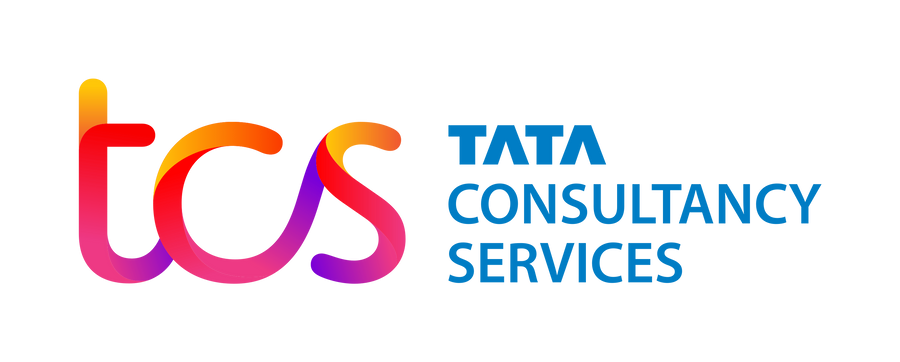 tcs
TATA
CONSULTANCY
SERVICES